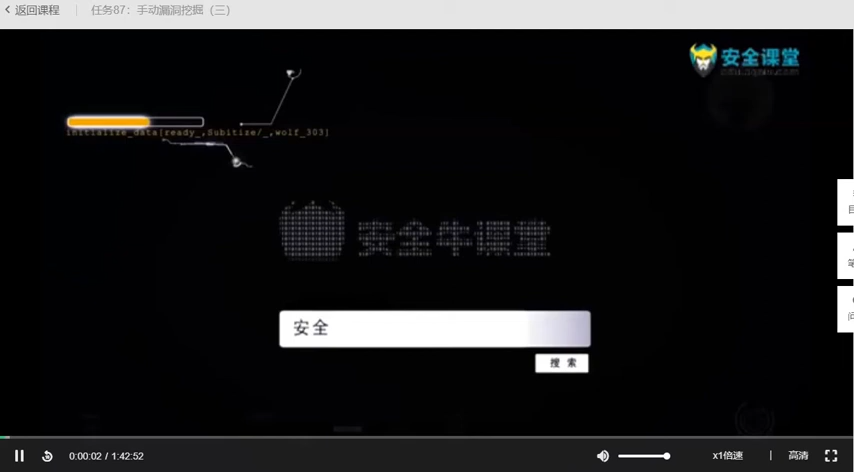 返回课程
任务87：手动漏洞挖掘（三）
安全课堂
initialize_data[ready_,Subitize/_,wolf_303]
安全牛课堂
安全
搜索
0:00:02 / 1:42:52
x1倍速
高清